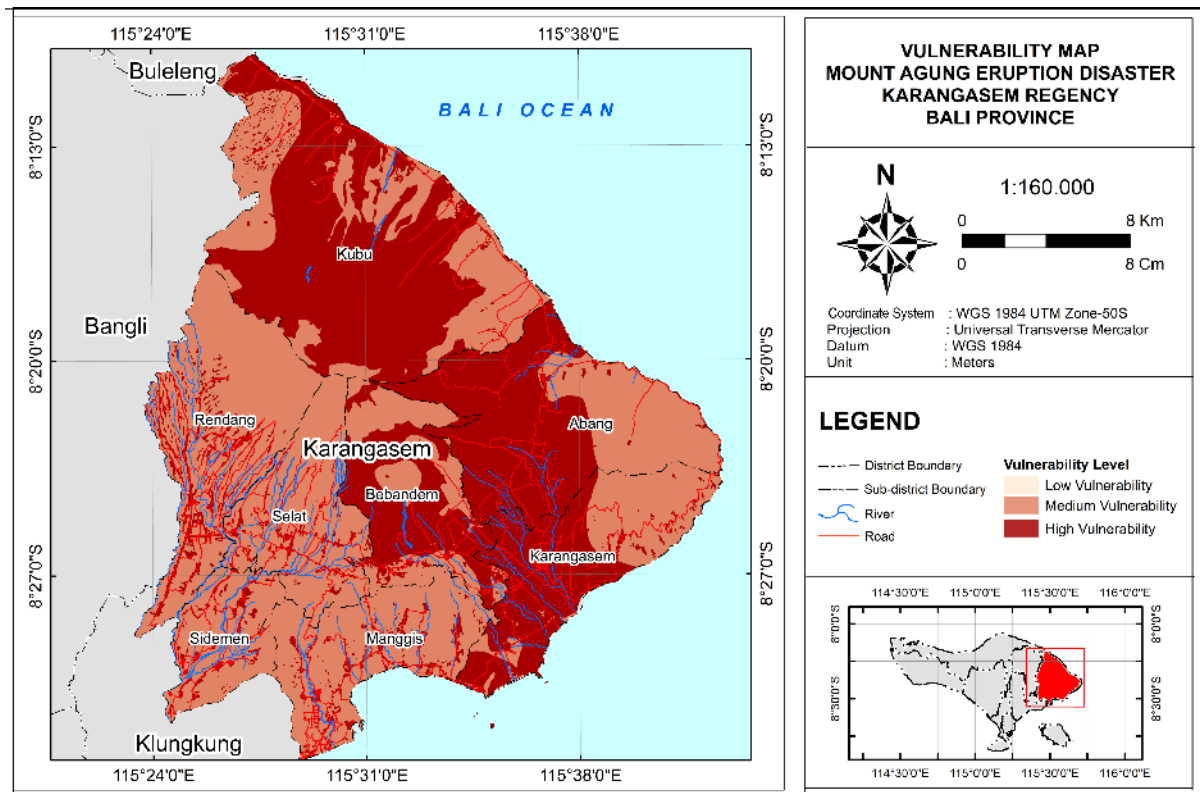 115°24'0"E 115°31'0"E 115°38'0"E
Buleleng
BALI OCEAN
8°13'0"S
8°13'0"S
Kubu
Bangli
8°20'0"S
8°20'0"S
Rendang
Abang
Karangasem
Bebandem
Selat
Karangasem
8°27'0"S
8°27'0"S
Sidemen
Manggis
Klungkung
115°24'0"E 115°31'0"E 115°38'0"E
VULNERABILITY MAP
MOUNT AGUNG ERUPTION DISASTER
KARANGASEM REGENCY
BALI PROVINCE
N
1:160.000
0 8 Km
0 8 Cm
Coordinate System : WGS 1984 UTM Zone-50S
Projection : Universal Transverse Mercator
Datum : WGS 1984
Unit : Meters
LEGEND
District Boundary
Sub-district Boundary
River
Road
Vulnerability Level
Low Vulnerability
Medium Vulnerability
High Vulnerability
114°30'0"E 115°0'0"E 115°30'0"E 116°0'0"E
8°0'0"S
8°0'0"S
8°30'0"S
8°30'0"S
114°30'0"E 115°0'0"E 115°30'0"E 116°0'0"E